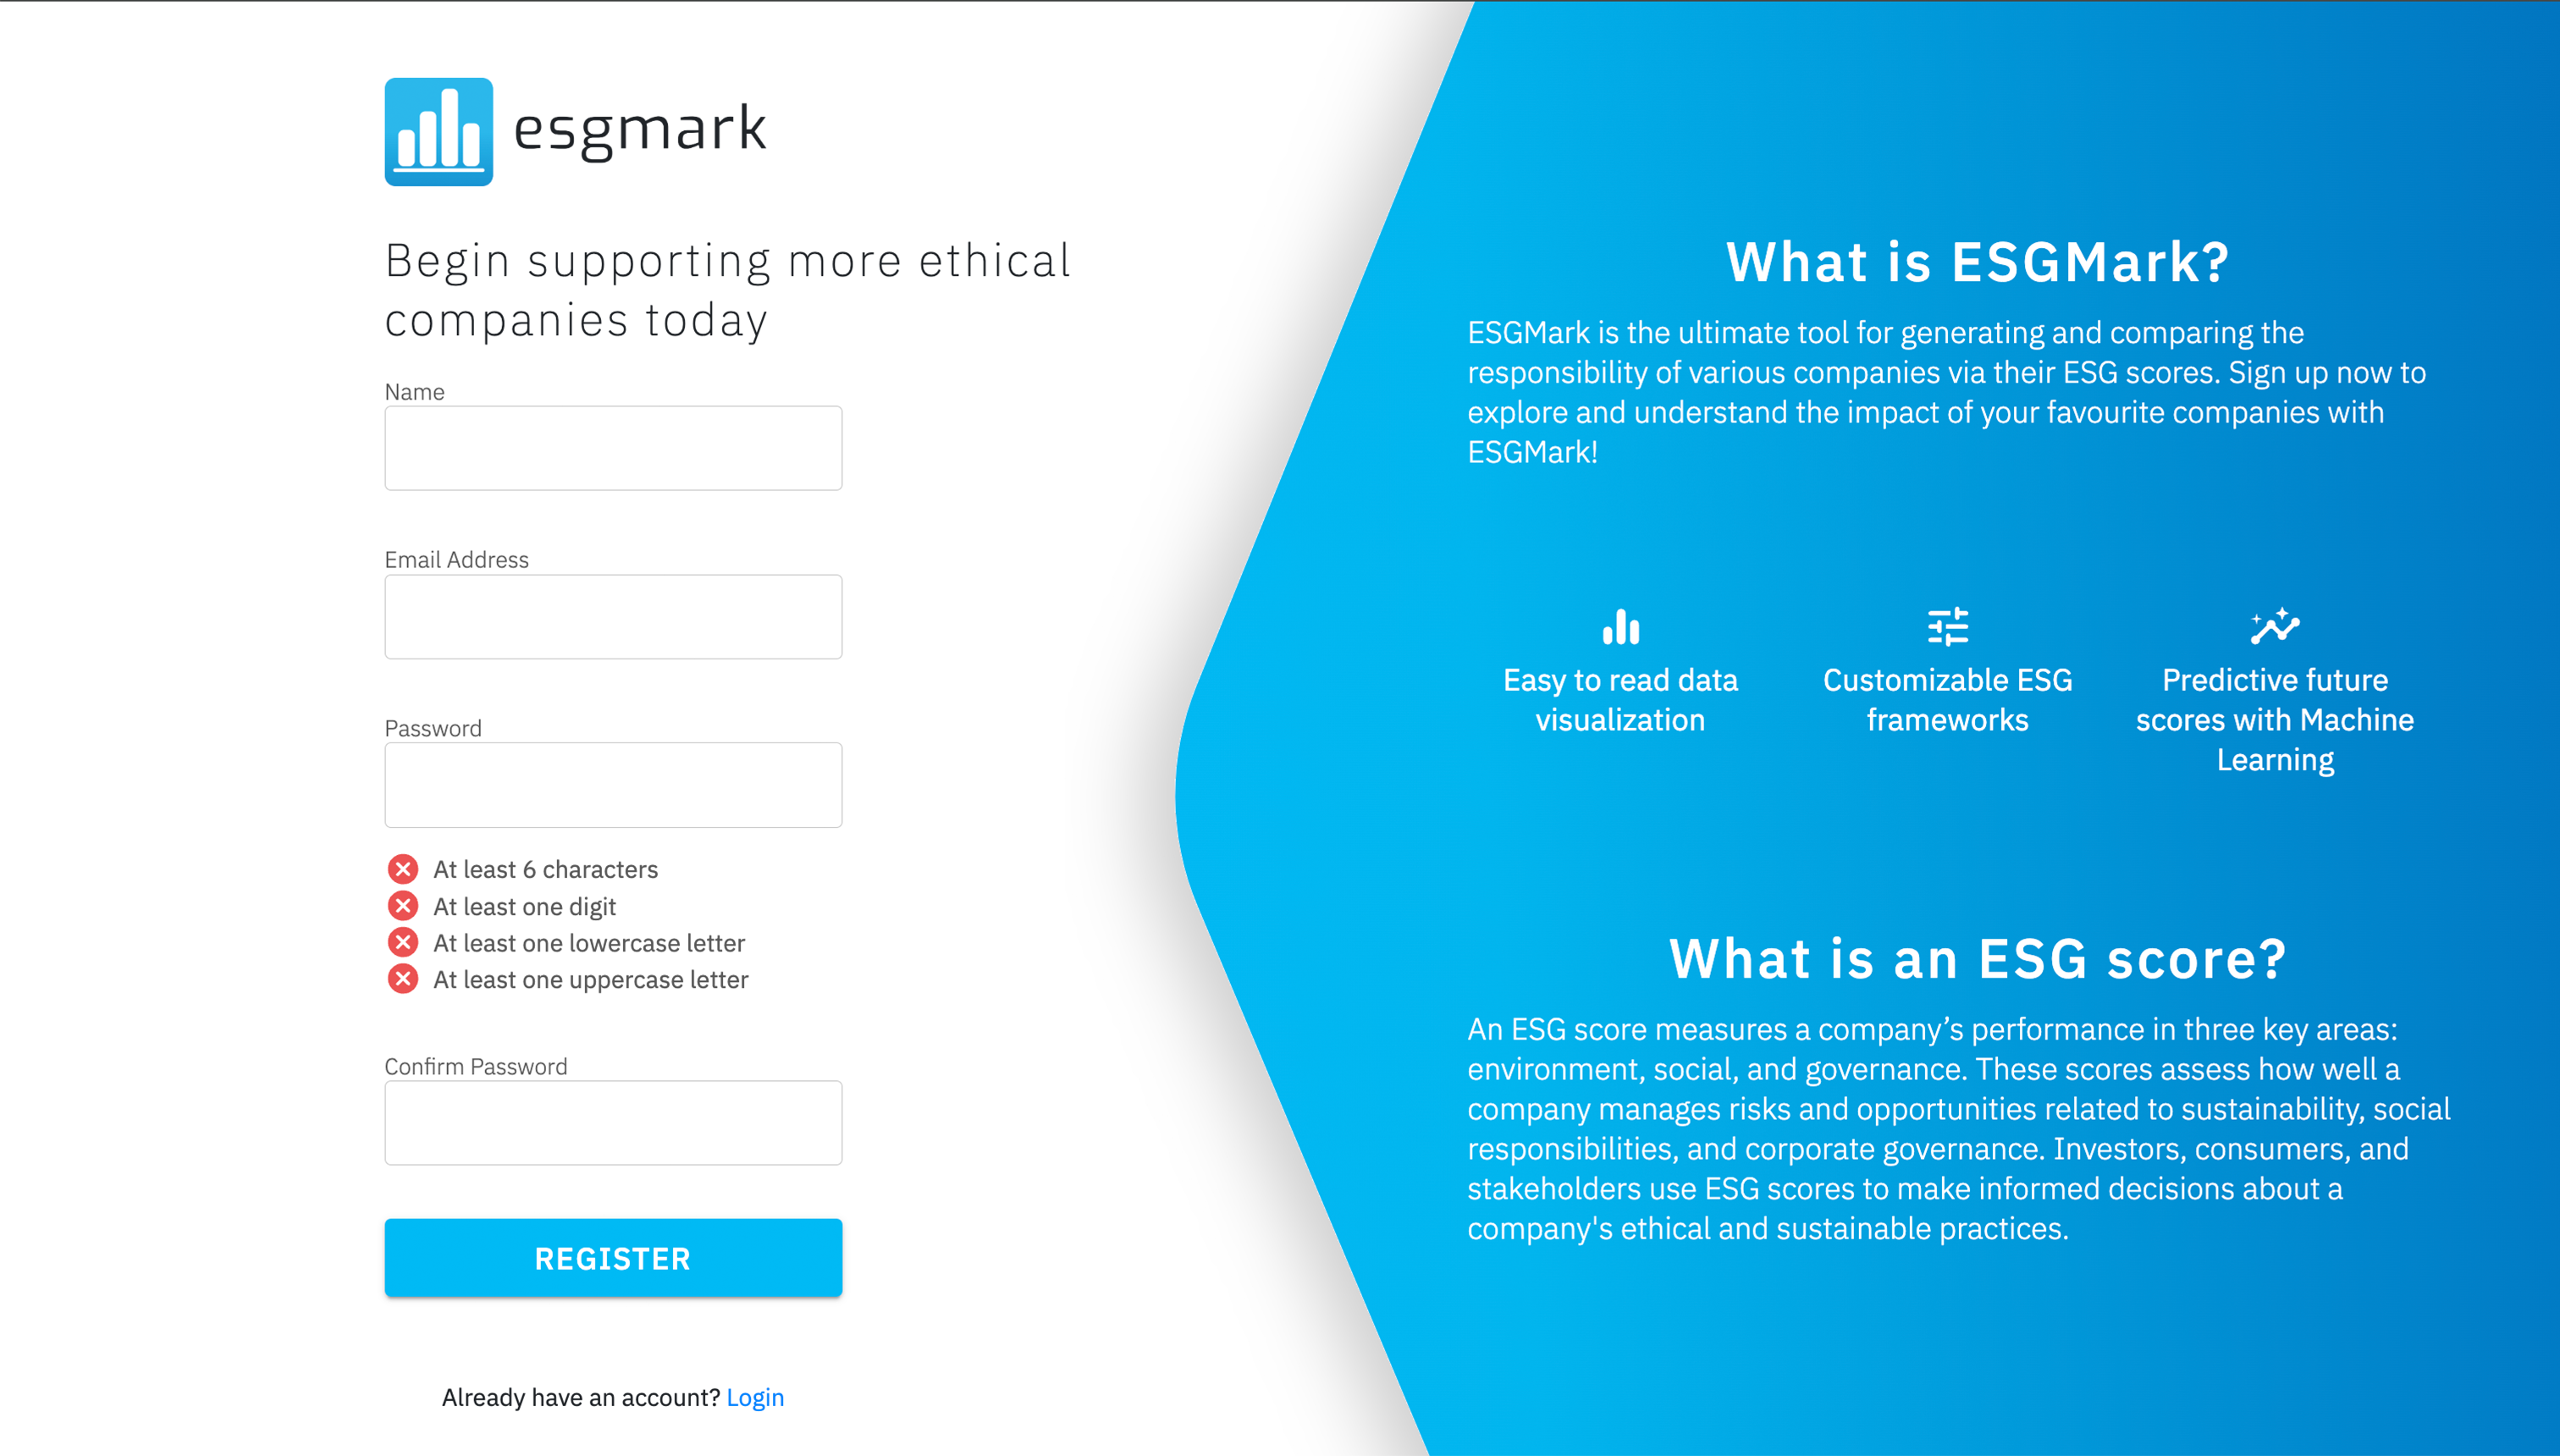 esgmark
Begin supporting more ethical
companies today
Name
Email Address
Password
At least 6 characters
At least one digit
At least one lowercase letter
At least one uppercase letter
Confirm Password
REGISTER
Already have an account? Login
What is ESGMark?
ESGMark is the ultimate tool for generating and comparing the
responsibility of various companies via their ESG scores. Sign up now to
explore and understand the impact of your favourite companies with
ESGMark!
Easy to read data
visualization
Customizable ESG
frameworks
Predictive future
scores with Machine
Learning
What is an ESG score?
An ESG score measures a company’s performance in three key areas:
environment, social, and governance. These scores assess how well a
company manages risks and opportunities related to sustainability, social
responsibilities, and corporate governance. Investors, consumers, and
stakeholders use ESG scores to make informed decisions about a
company's ethical and sustainable practices.